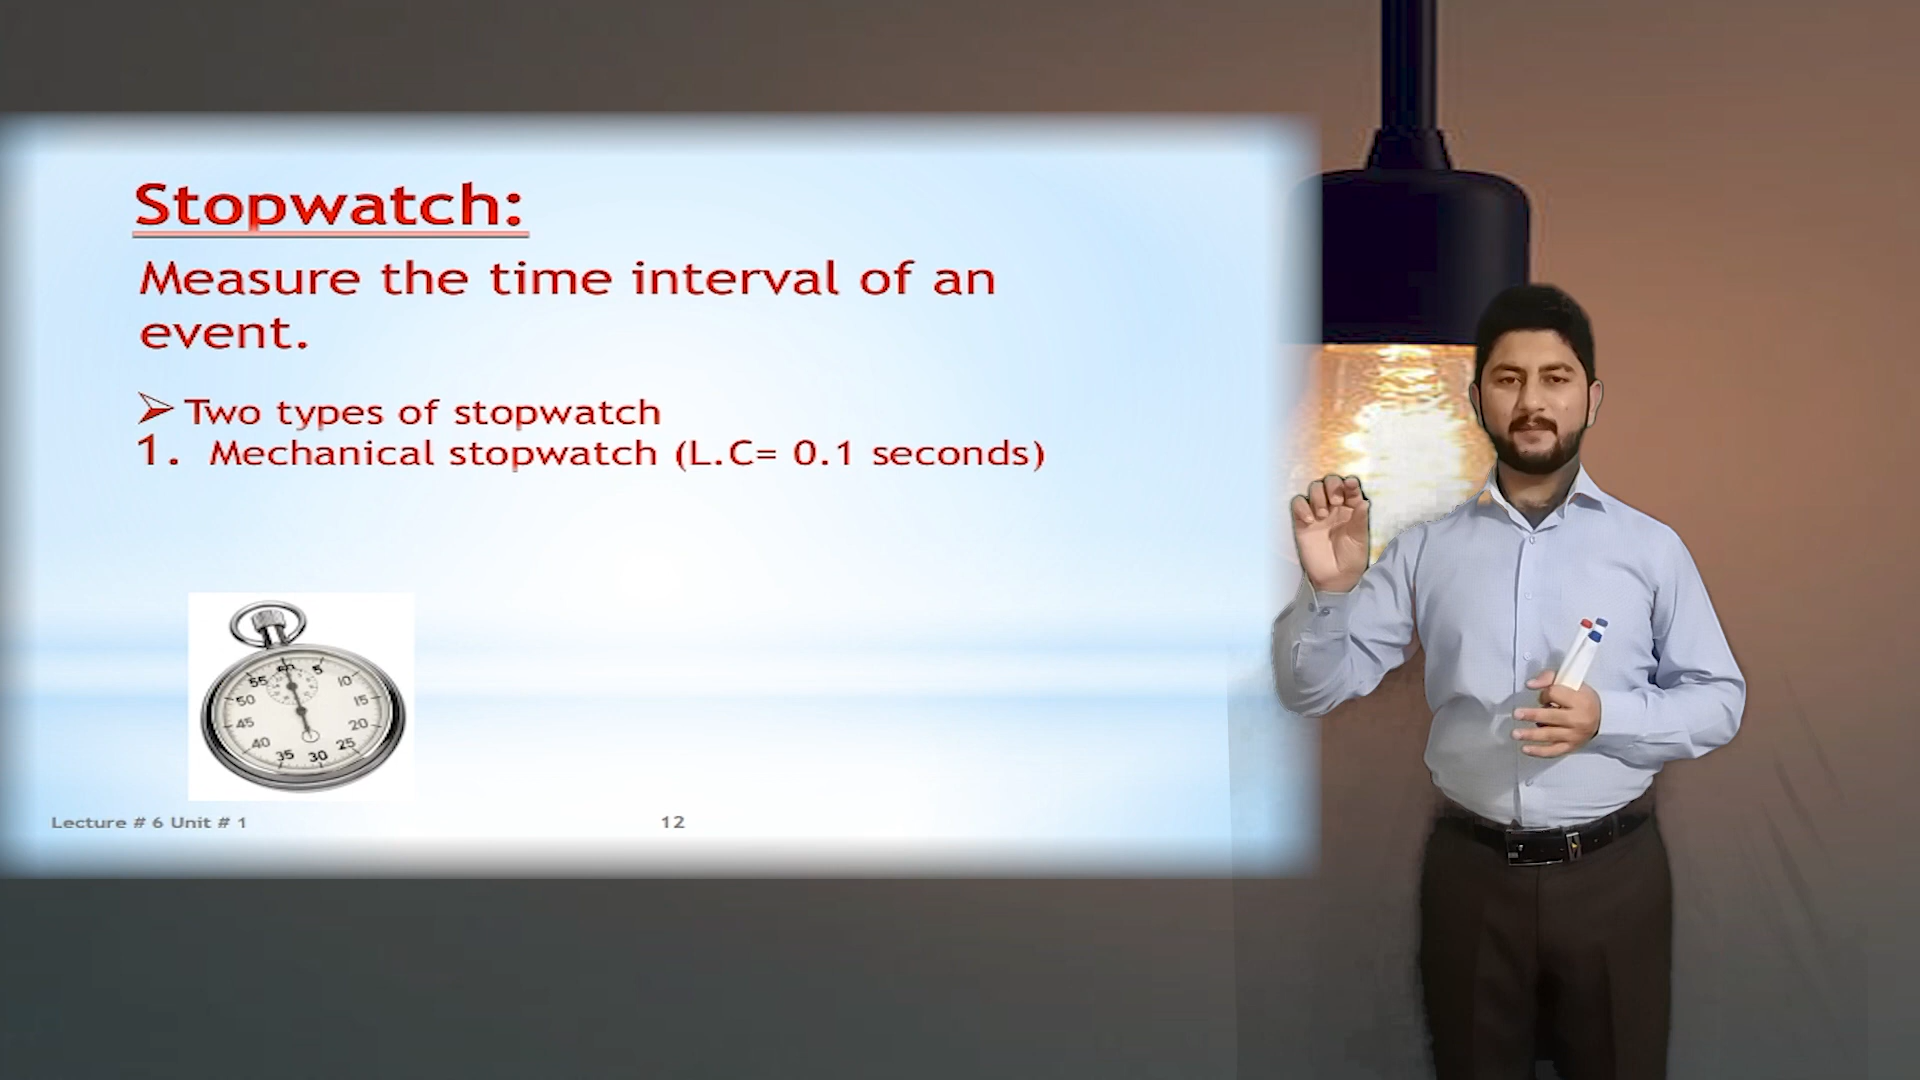 Stopwatch:
Measure the time interval of an
event.
➢ Two types of stopwatch
1. Mechanical stopwatch (L.C= 0.1 seconds)
5
10
15
20
25
30
35
40
45
50
55
Lecture # 6 Unit # 1
12